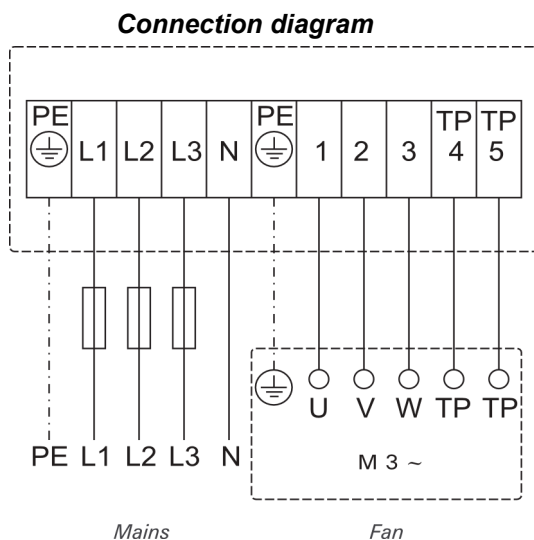 Connection diagram
PE PE TP TP
L1 L2 L3 N 1 2 3 4 5
U V W TP TP
PE L1 L2 L3 N
M 3 ~
Mains Fan